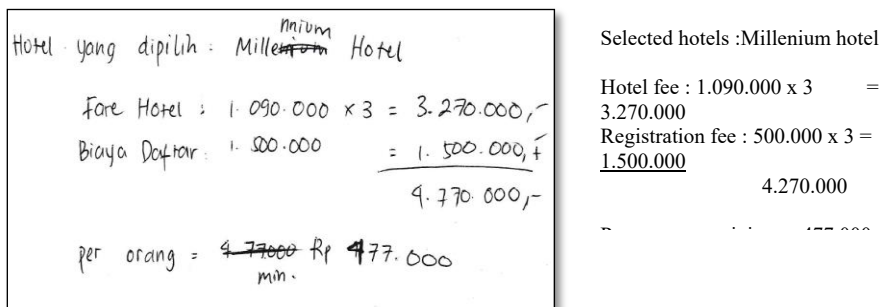 Hotel yang dipilih : Millennium Hotel
Fare Hotel : 1.090.000 x 3 = 3.270.000,-
Biaya Daftar : 1.500.000 = 1.500.000,+
4.770.000,-
per orang = 4.77000 Rp 477.000
min.
Selected hotels :Millenium hotel
Hotel fee : 1.090.000 x 3 =
3.270.000
Registration fee : 500.000 x 3 =
1.500.000
4.270.000